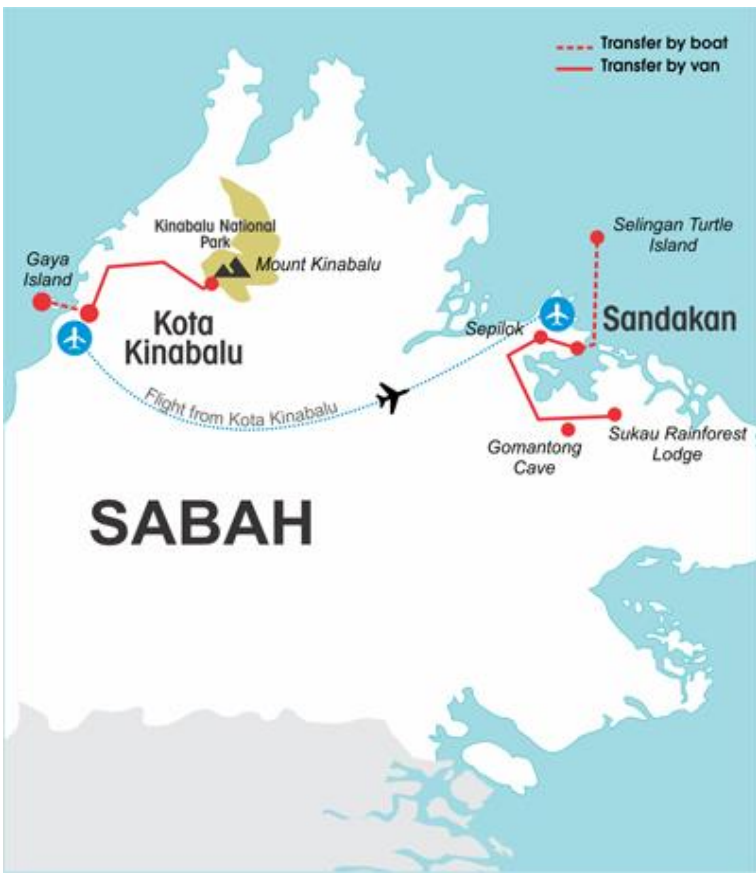 Transfer by boat
Transfer by van
Kinabalu National
Park
Mount Kinabalu
Gaya
Island
Kota
Kinabalu
Selingan Turtle
Island
Sepilok
Sandakan
Flight from Kota Kinabalu
Gomantong
Cave
Sukau Rainforest
Lodge
SABAH